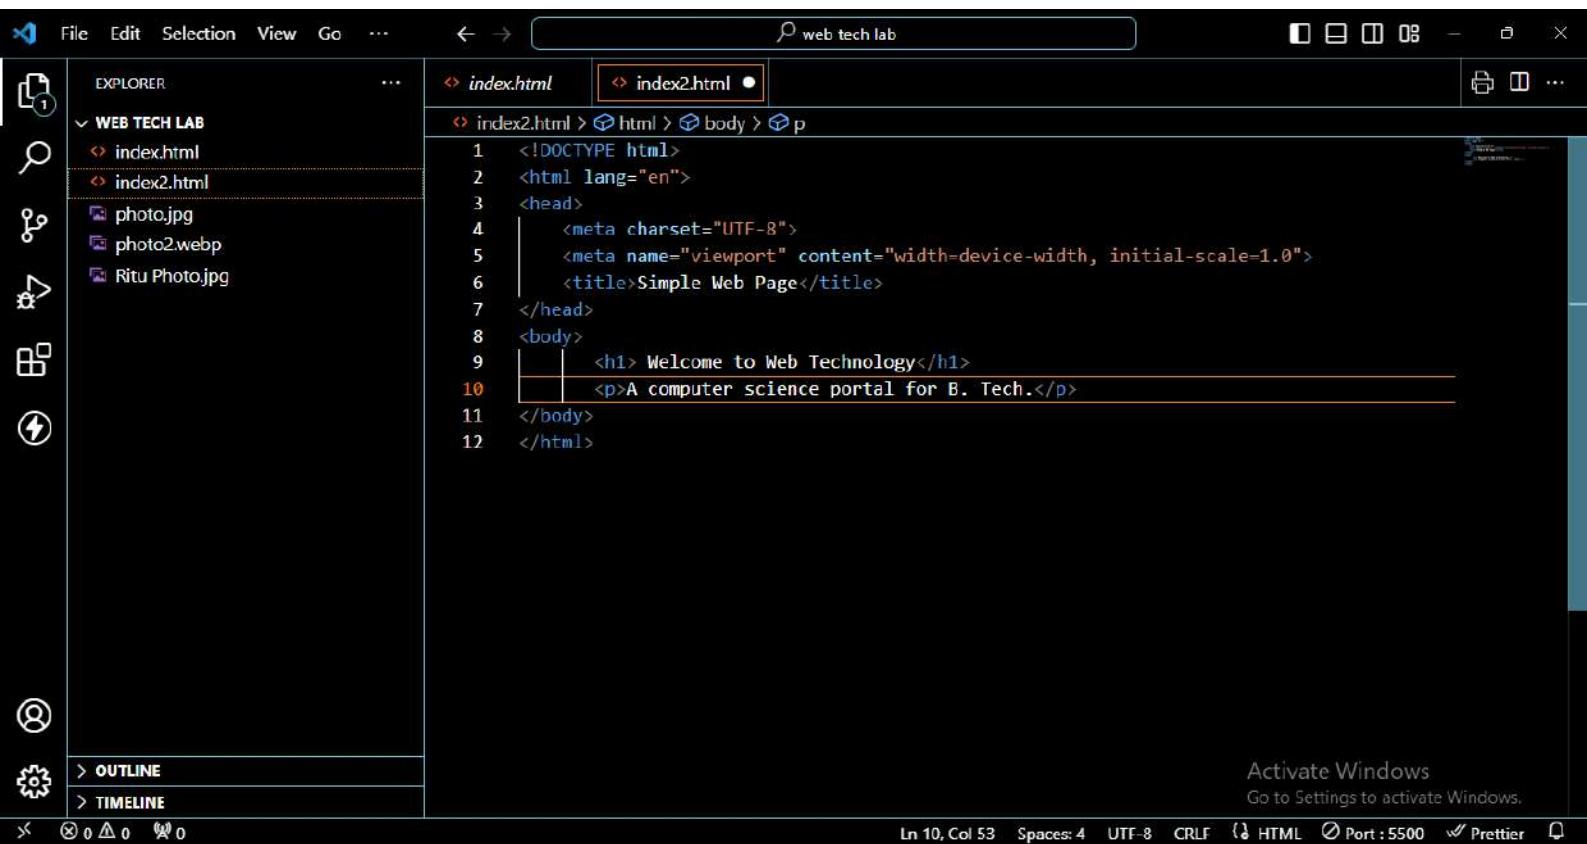 File Edit Selection View Go ···
web tech lab
EXPLORER ···
WEB TECH LAB
index.html
index2.html
photo.jpg
photo2.webp
Ritu Photo.jpg
OUTLINE
TIMELINE
index.html
index2.html
index2.html > html > body > p
1 <!DOCTYPE html>
2 <html lang="en">
3 <head>
4 <meta charset="UTF-8">
5 <meta name="viewport" content="width=device-width, initial-scale=1.0">
6 <title>Simple Web Page</title>
7 </head>
8 <body>
9 <h1> Welcome to Web Technology</h1>
10 <p>A computer science portal for B. Tech.</p>
11 </body>
12 </html>
Activate Windows
Go to Settings to activate Windows.
1
0 0 0
Ln 10, Col 53 Spaces: 4 UTF-8 CRLF HTML Port : 5500 Prettier